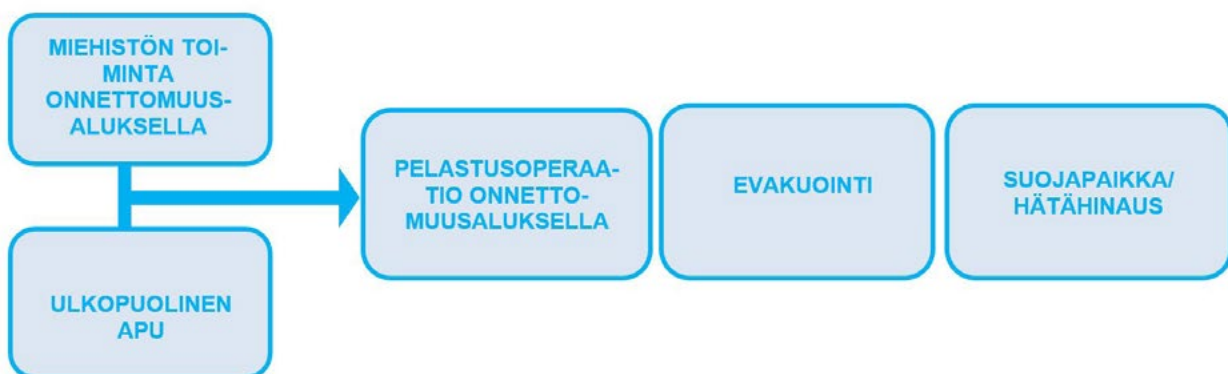 MIEHISTÖN TOI-
MINTA
ONNETTOMUUS-
ALUKSELLA
ULKOPUOLINEN
APU
PELASTUSOPERAA-
TIO ONNETTO-
MUUSALUKSELLA
EVAKUOINTI
SUOJAPAIKKA/
HÄTÄHINAUS